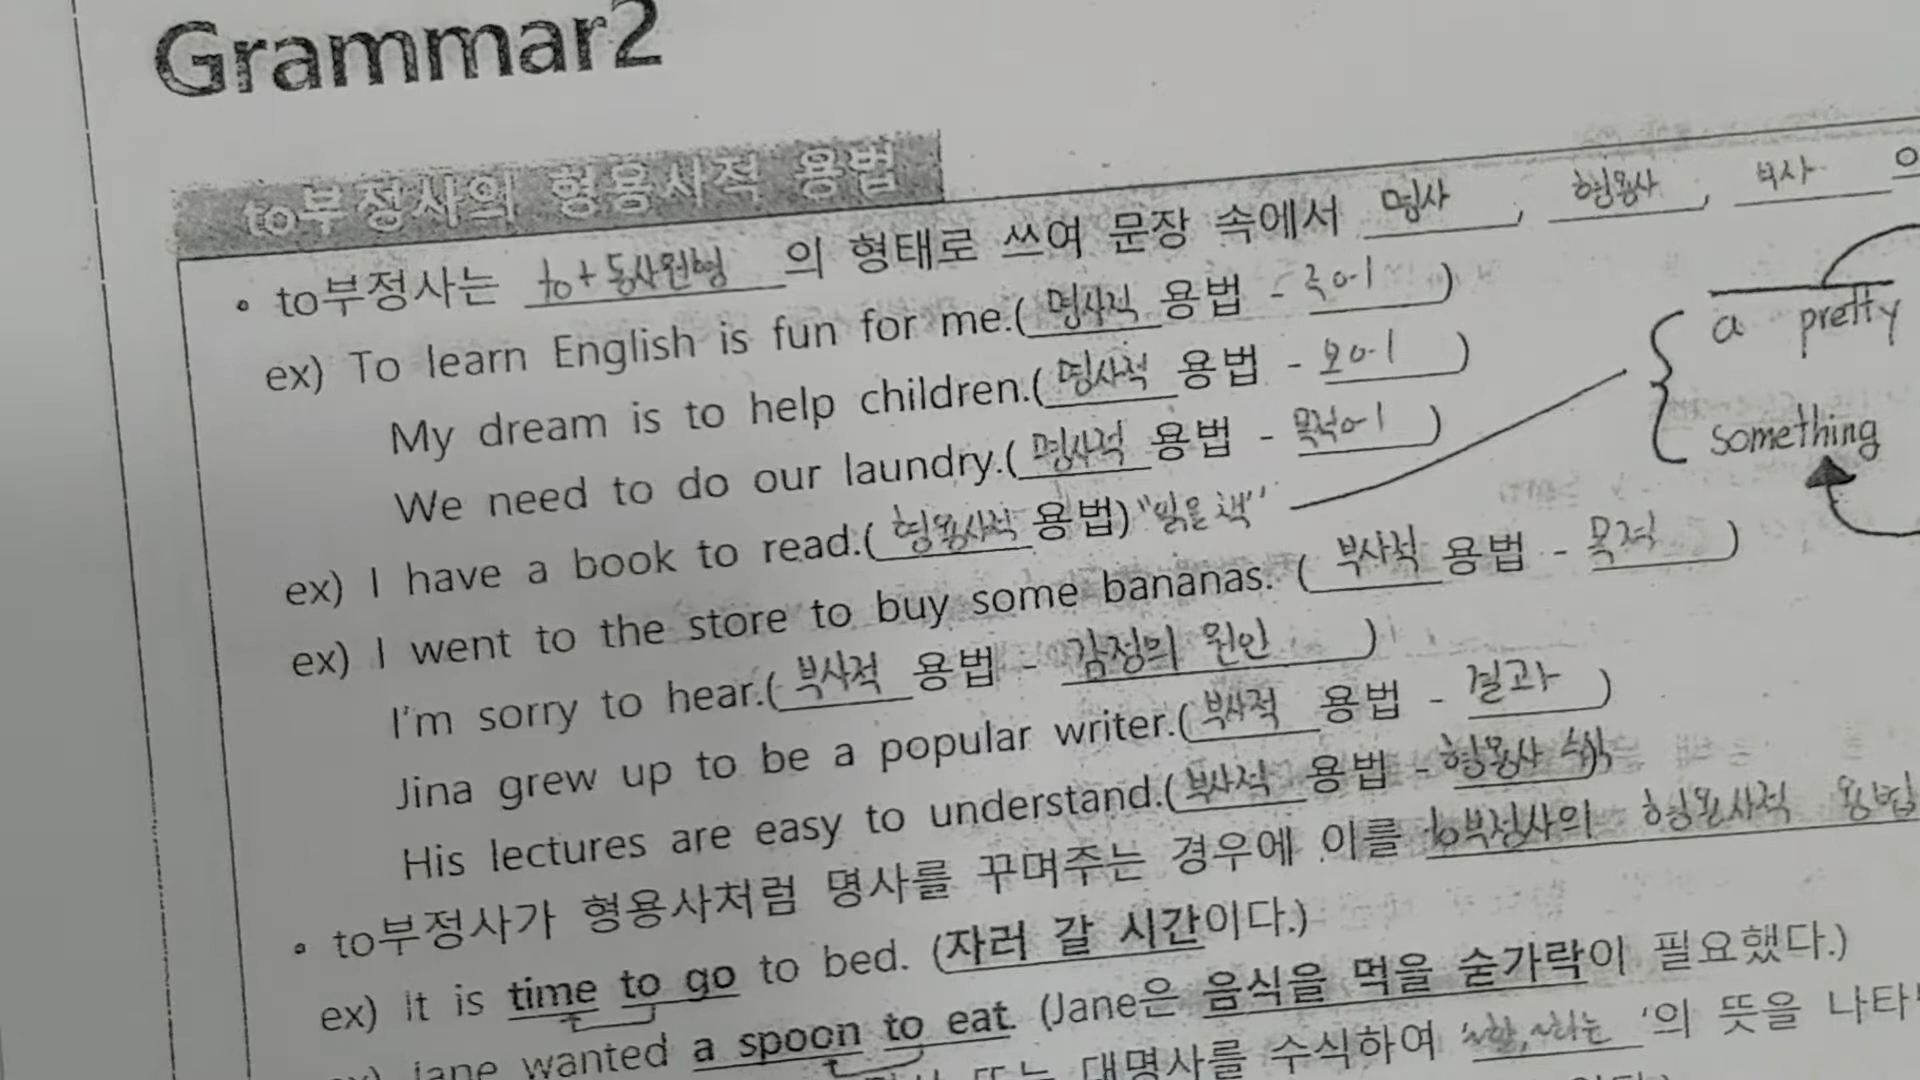 Grammar2
to부정사의 형용사적 용법
• to부정사는 to+동사원형 의 형태로 쓰여 문장 속에서 명사, 형용사, 부사
ex) To learn English is fun for me.(명사적 용법 - 주어)
My dream is to help children.(명사적 용법 - 보어)
We need to do our laundry.(명사적 용법 - 목적어)
ex) I have a book to read.(형용사적 용법) "읽을 책"
a pretty
something
ex) I went to the store to buy some bananas. (부사적 용법 - 목적)
I'm sorry to hear.(부사적 용법 - 감정의 원인)
Jina grew up to be a popular writer.(부사적 용법 - 결과)
His lectures are easy to understand.(부사적 용법 - 형용사 수식)
• to부정사가 형용사처럼 명사를 꾸며주는 경우에 이를 to부정사의 형용사적 용법
ex) It is time to go to bed. (자러 갈 시간이다.)
ex) Jane wanted a spoon to eat. (Jane은 음식을 먹을 숟가락이 필요했다.)
또는 대명사를 수식하여 '~할, ~하는 '의 뜻을